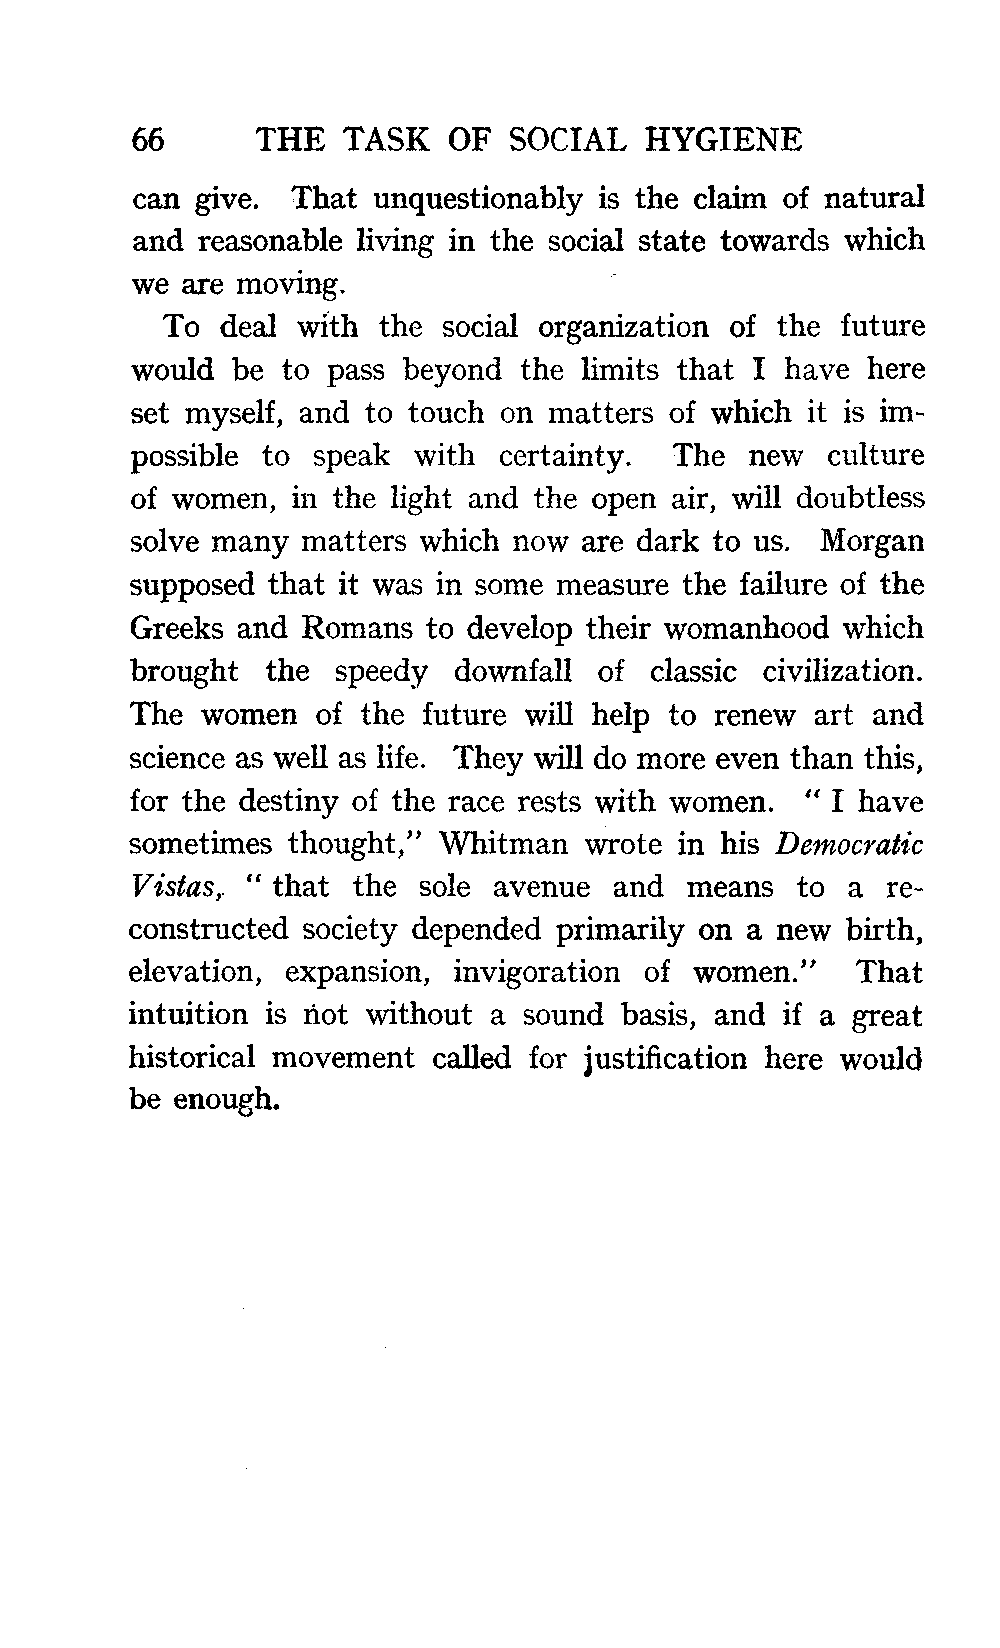 66 THE TASK OF SOCIAL HYGIENE
can give. That unquestionably is the claim of natural
and reasonable living in the social state towards which
we are moving.
To deal with the social organization of the future
would be to pass beyond the limits that I have here
set myself, and to touch on matters of which it is im-
possible to speak with certainty. The new culture
of women, in the light and the open air, will doubtless
solve many matters which now are dark to us. Morgan
supposed that it was in some measure the failure of the
Greeks and Romans to develop their womanhood which
brought the speedy downfall of classic civilization.
The women of the future will help to renew art and
science as well as life. They will do more even than this,
for the destiny of the race rests with women. " I have
sometimes thought," Whitman wrote in his Democratic
Vistas, " that the sole avenue and means to a re-
constructed society depended primarily on a new birth,
elevation, expansion, invigoration of women." That
intuition is not without a sound basis, and if a great
historical movement called for justification here would
be enough.